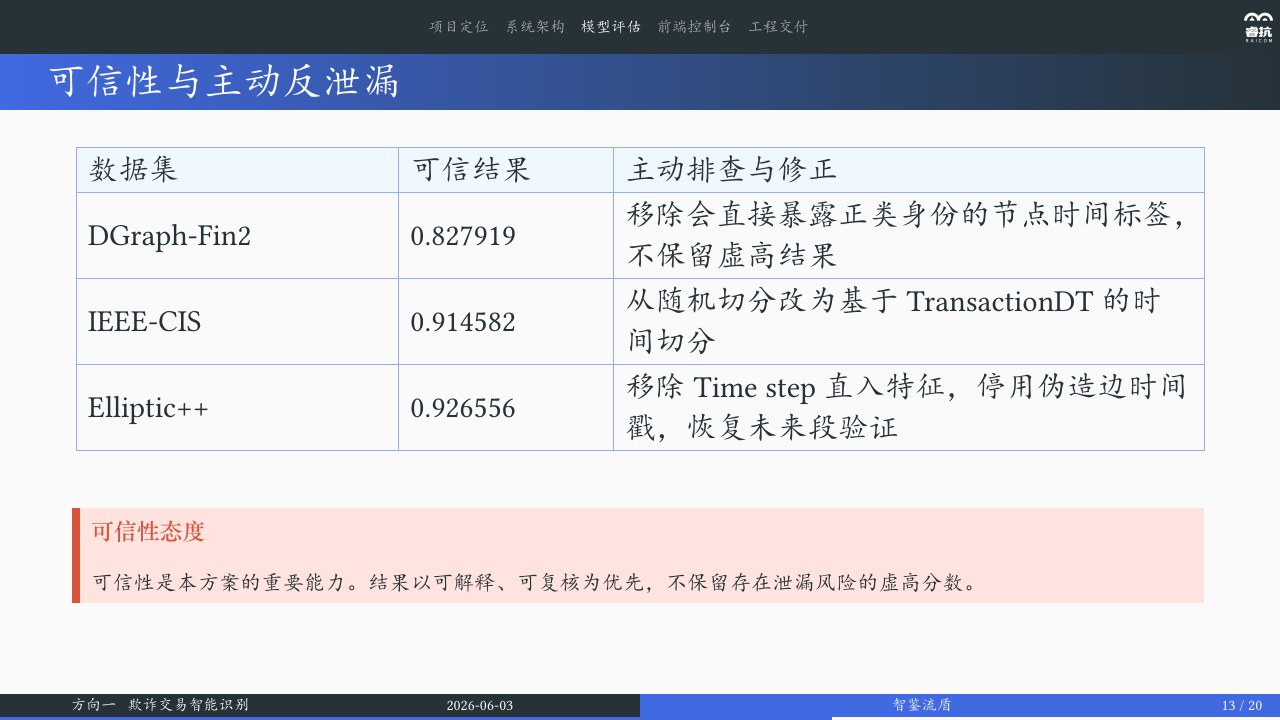 项目定位 系统架构 模型评估 前端控制台 工程交付
睿抗
RAICOM
可信性与主动反泄漏
数据集 可信结果 主动排查与修正
DGraph-Fin2 0.827919 移除会直接暴露正类身份的节点时间标签，
不保留虚高结果
IEEE-CIS 0.914582 从随机切分改为基于 TransactionDT 的时
间切分
Elliptic++ 0.926556 移除 Time step 直入特征，停用伪造边时间
戳，恢复未来段验证
可信性态度
可信性是本方案的重要能力。结果以可解释、可复核为优先，不保留存在泄漏风险的虚高分数。
方向一 欺诈交易智能识别 2026-06-03 智鉴流盾 13 / 20